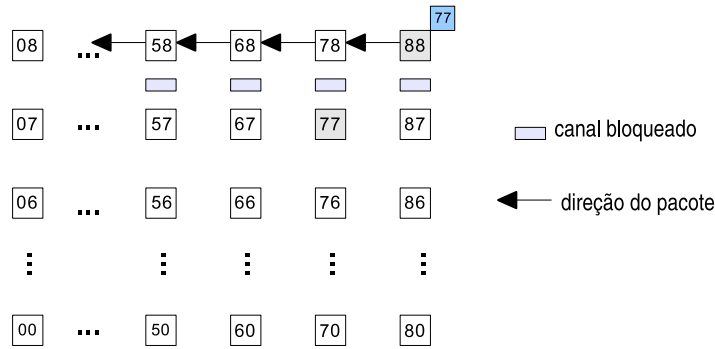 77
08 ... 58 68 78 88
07 ... 57 67 77 87
canal bloqueado
06 ... 56 66 76 86
direção do pacote
00 ... 50 60 70 80